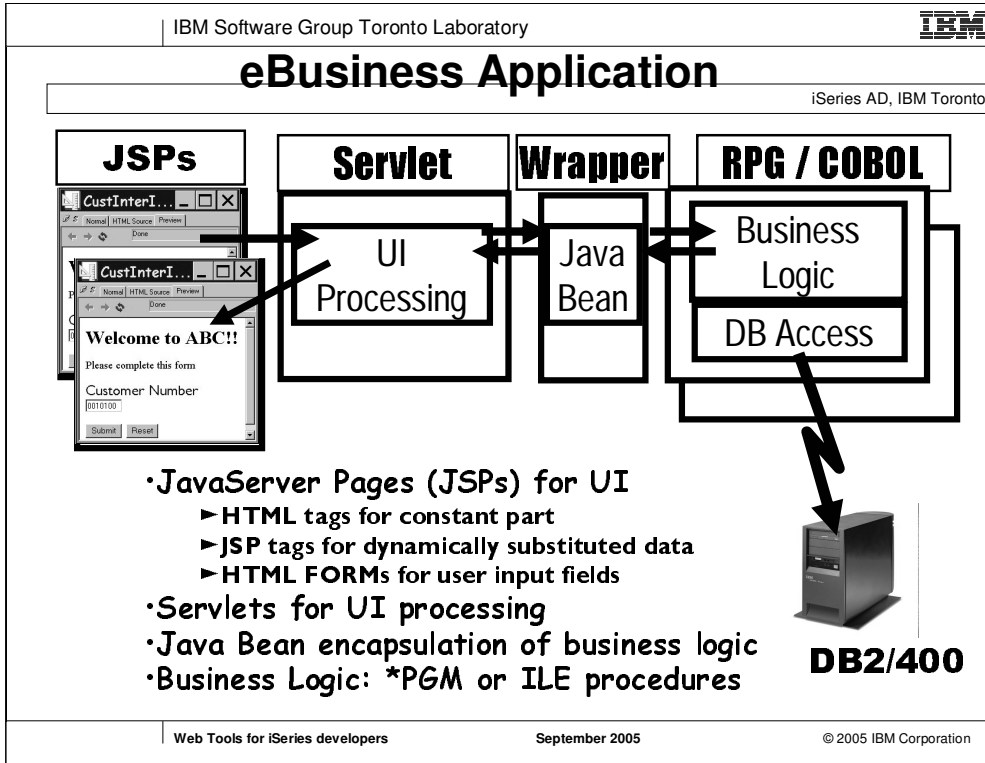 IBM Software Group Toronto Laboratory
IBM
eBusiness Application
iSeries AD, IBM Toronto
JSPs
Servlet
Wrapper
RPG / COBOL
CustInterI...
Normal HTML Source Preview
Done
CustInterI...
Normal HTML Source Preview
Done
Welcome to ABC!!
Please complete this form
Customer Number
0010100
Submit Reset
UI
Processing
Java
Bean
Business
Logic
DB Access
•JavaServer Pages (JSPs) for UI
►HTML tags for constant part
►JSP tags for dynamically substituted data
►HTML FORMs for user input fields
•Servlets for UI processing
•Java Bean encapsulation of business logic
•Business Logic: *PGM or ILE procedures
DB2/400
Web Tools for iSeries developers
September 2005
© 2005 IBM Corporation